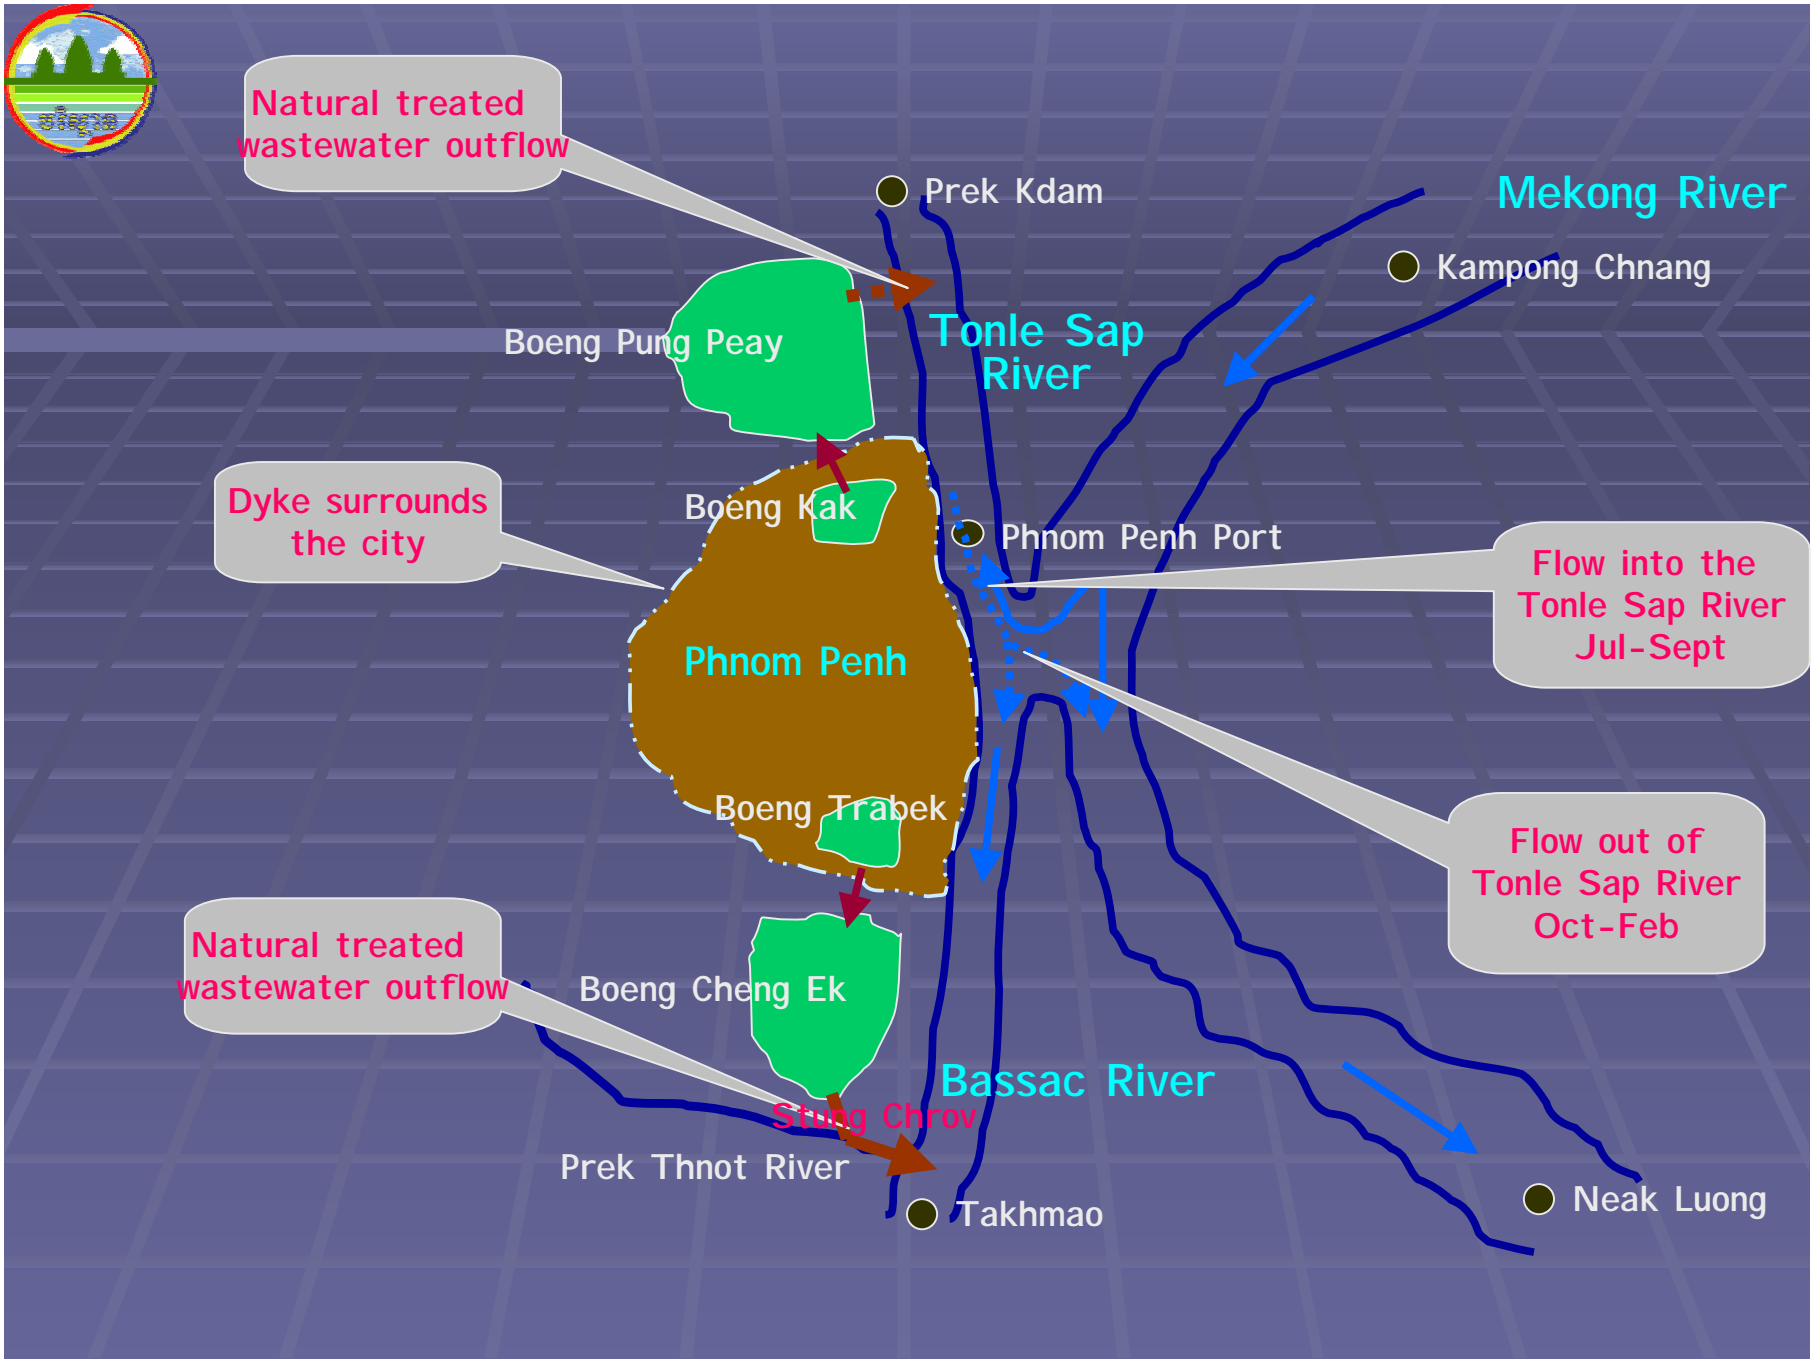 Natural treated
wastewater outflow
Prek Kdam
Mekong River
Kampong Chnang
Tonle Sap
River
Boeng Pung Peay
Dyke surrounds
the city
Boeng Kak
Phnom Penh Port
Flow into the
Tonle Sap River
Jul-Sept
Phnom Penh
Boeng Trabek
Flow out of
Tonle Sap River
Oct-Feb
Natural treated
wastewater outflow
Boeng Cheng Ek
Bassac River
Stung Chrov
Prek Thnot River
Takhmao
Neak Luong